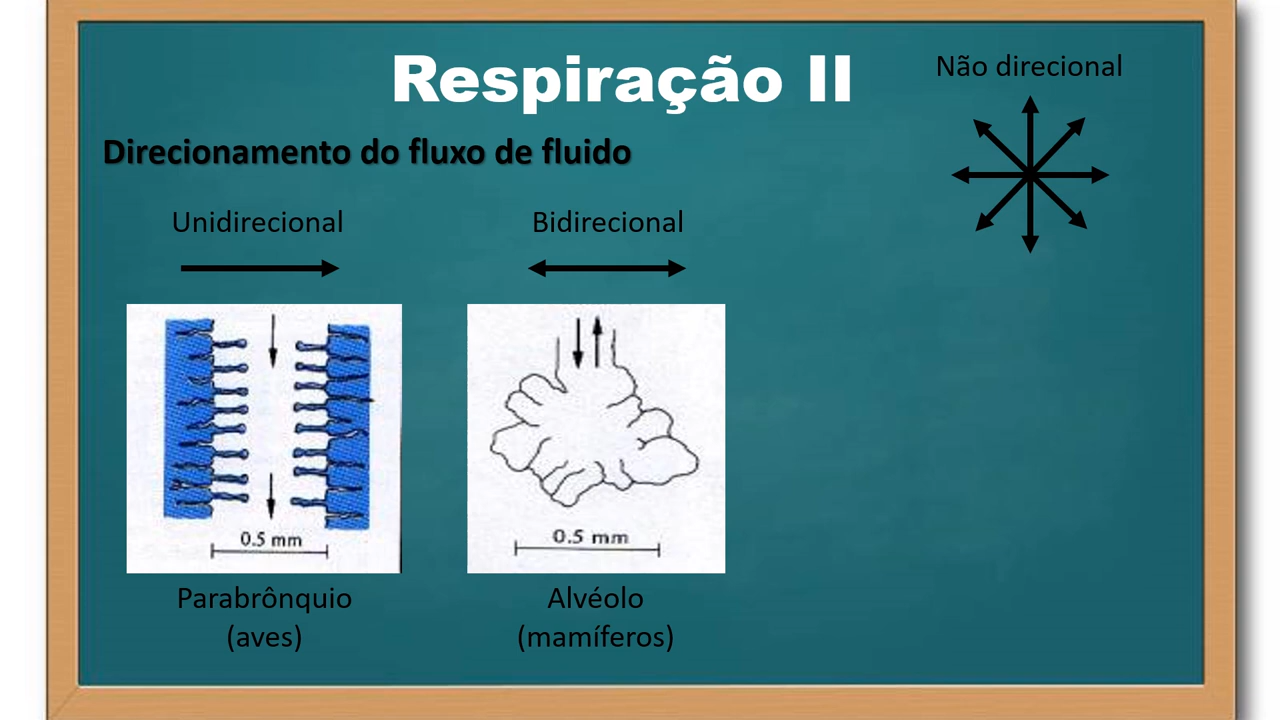 Respiração II
Não direcional
Direcionamento do fluxo de fluido
Unidirecional
Bidirecional
0.5 mm
0.5 mm
Parabrônquio
(aves)
Alvéolo
(mamíferos)